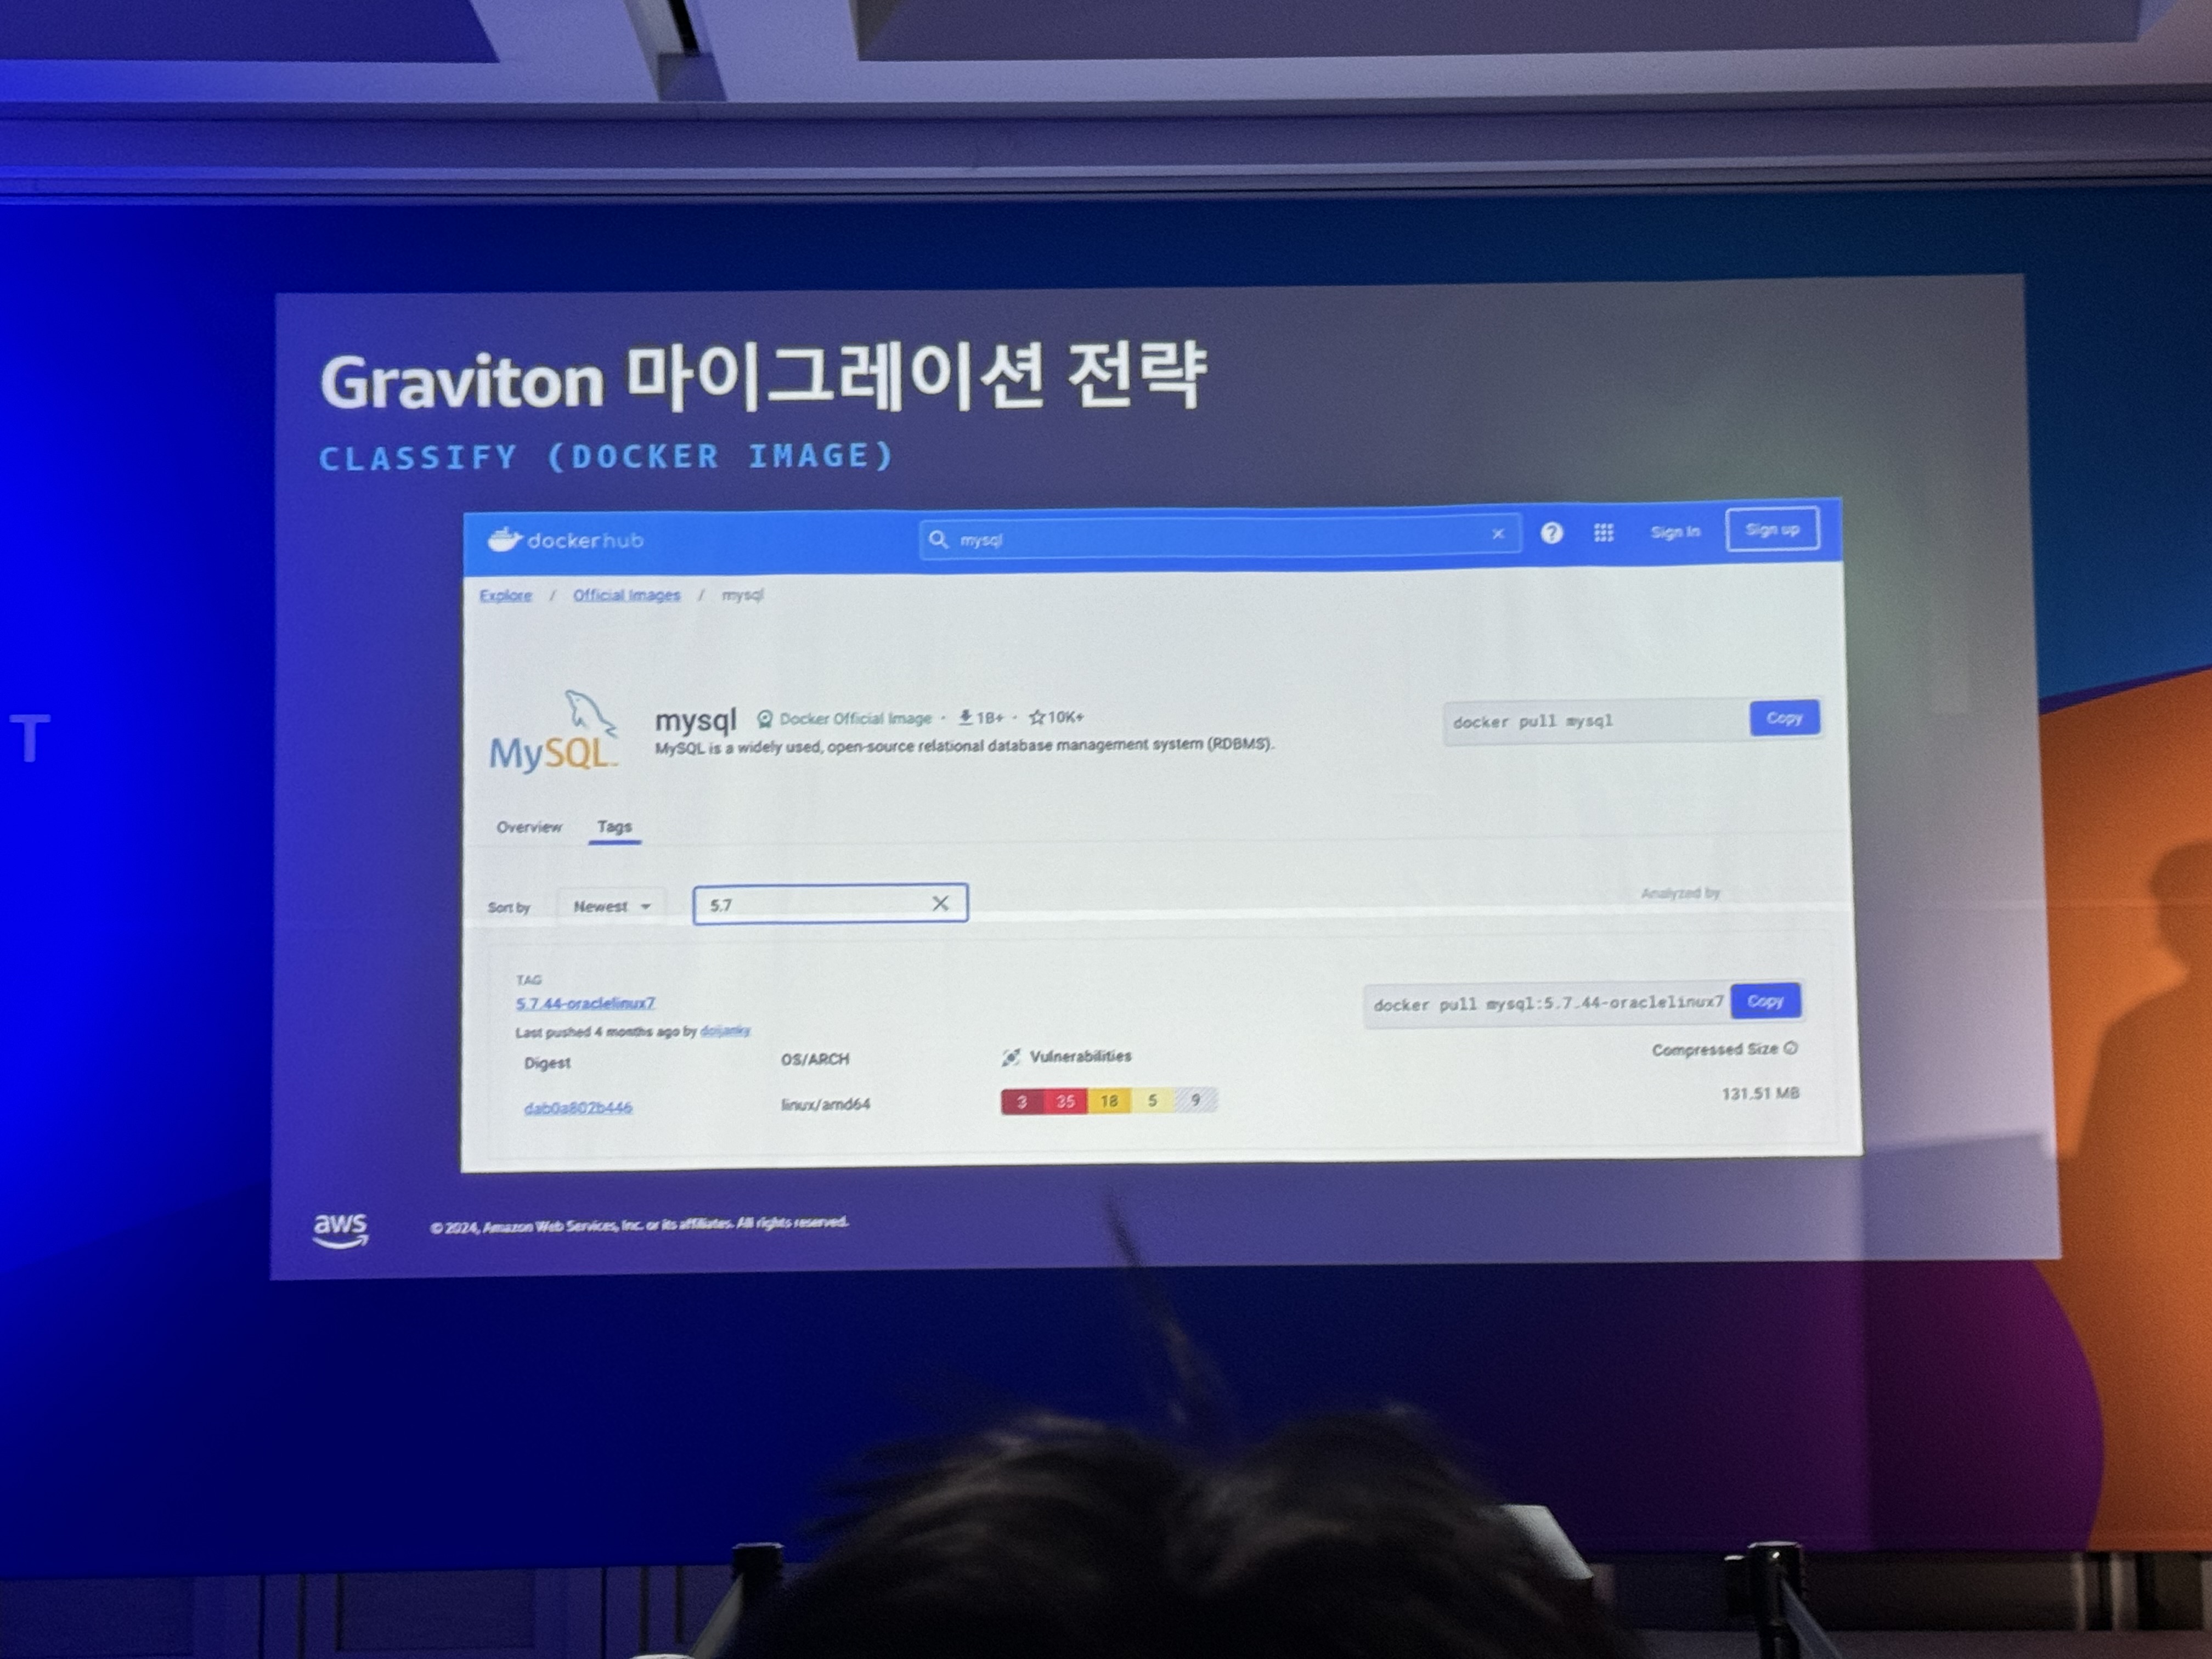 Graviton 마이그레이션 전략
CLASSIFY (DOCKER IMAGE)
dockerhub
mysql
Sign In
Sign up
Explore / Official Images / mysql
MySQL
mysql Docker Official Image · 1B+ · 10K+
MySQL is a widely used, open-source relational database management system (RDBMS).
docker pull mysql
Copy
Overview
Tags
Sort by
Newest
5.7
Analyzed by
TAG
5.7.44-oraclelinux7
Last pushed 4 months ago by doijanky
docker pull mysql:5.7.44-oraclelinux7
Copy
Digest
OS/ARCH
Vulnerabilities
Compressed Size
dab0a802b446
linux/amd64
3 35 18 5 9
131.51 MB
aws
© 2024, Amazon Web Services, Inc. or its affiliates. All rights reserved.
T